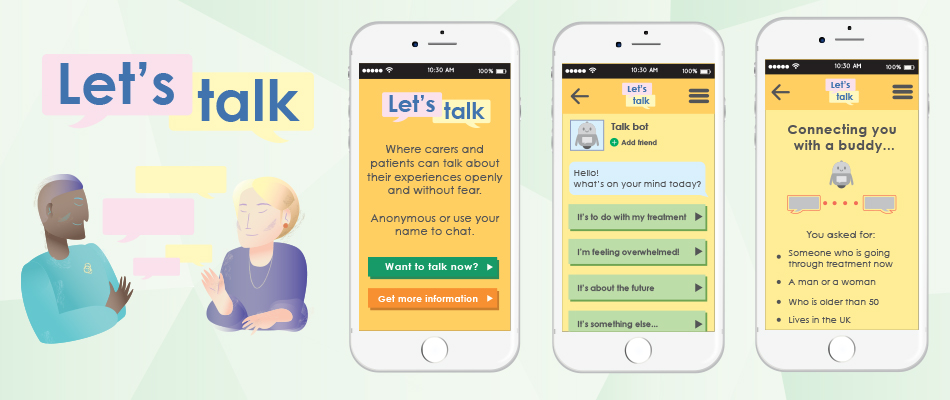 Let's
talk
10:30 AM
100%
Let's
talk
Where carers and
patients can talk about
their experiences openly
and without fear.
Anonymous or use your
name to chat.
Want to talk now?
Get more information
10:30 AM
100%
Let's
talk
Talk bot
Add friend
Hello!
what's on your mind today?
It's to do with my treatment
I'm feeling overwhelmed!
It's about the future
It's something else...
10:30 AM
100%
Let's
talk
Connecting you
with a buddy...
You asked for:
• Someone who is going
through treatment now
• A man or a woman
• Who is older than 50
• Lives in the UK